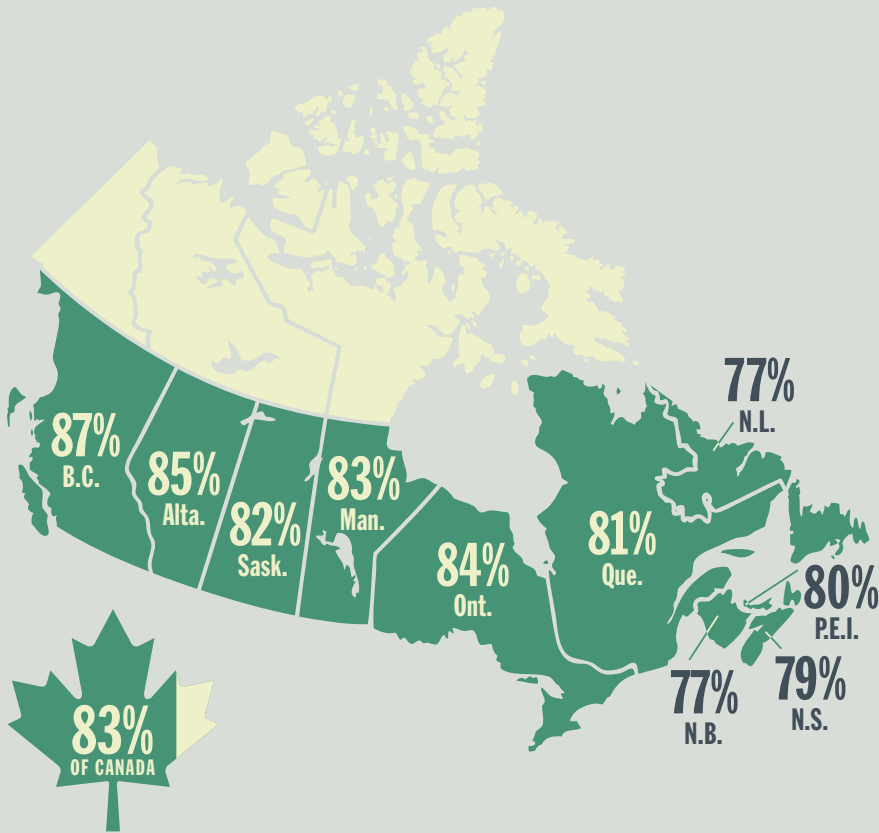 77%
N.L.
87%
B.C.
85%
Alta.
82%
Sask.
83%
Man.
84%
Ont.
81%
Que.
80%
P.E.I.
79%
N.S.
77%
N.B.
83%
OF CANADA